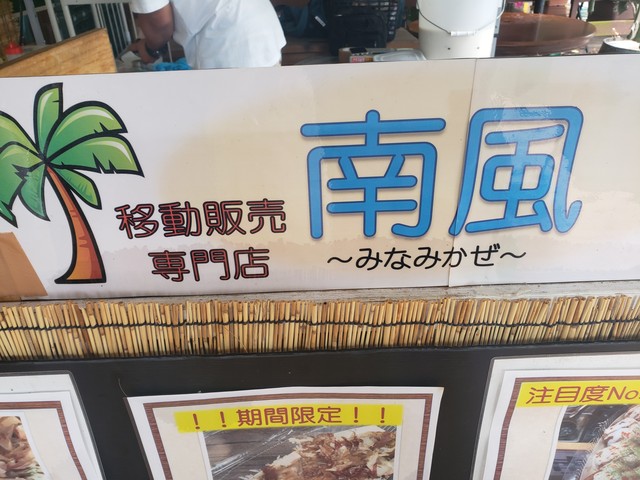 移動販売
専門店
南風
～みなみかぜ～
！！期間限定！！
注目度No.